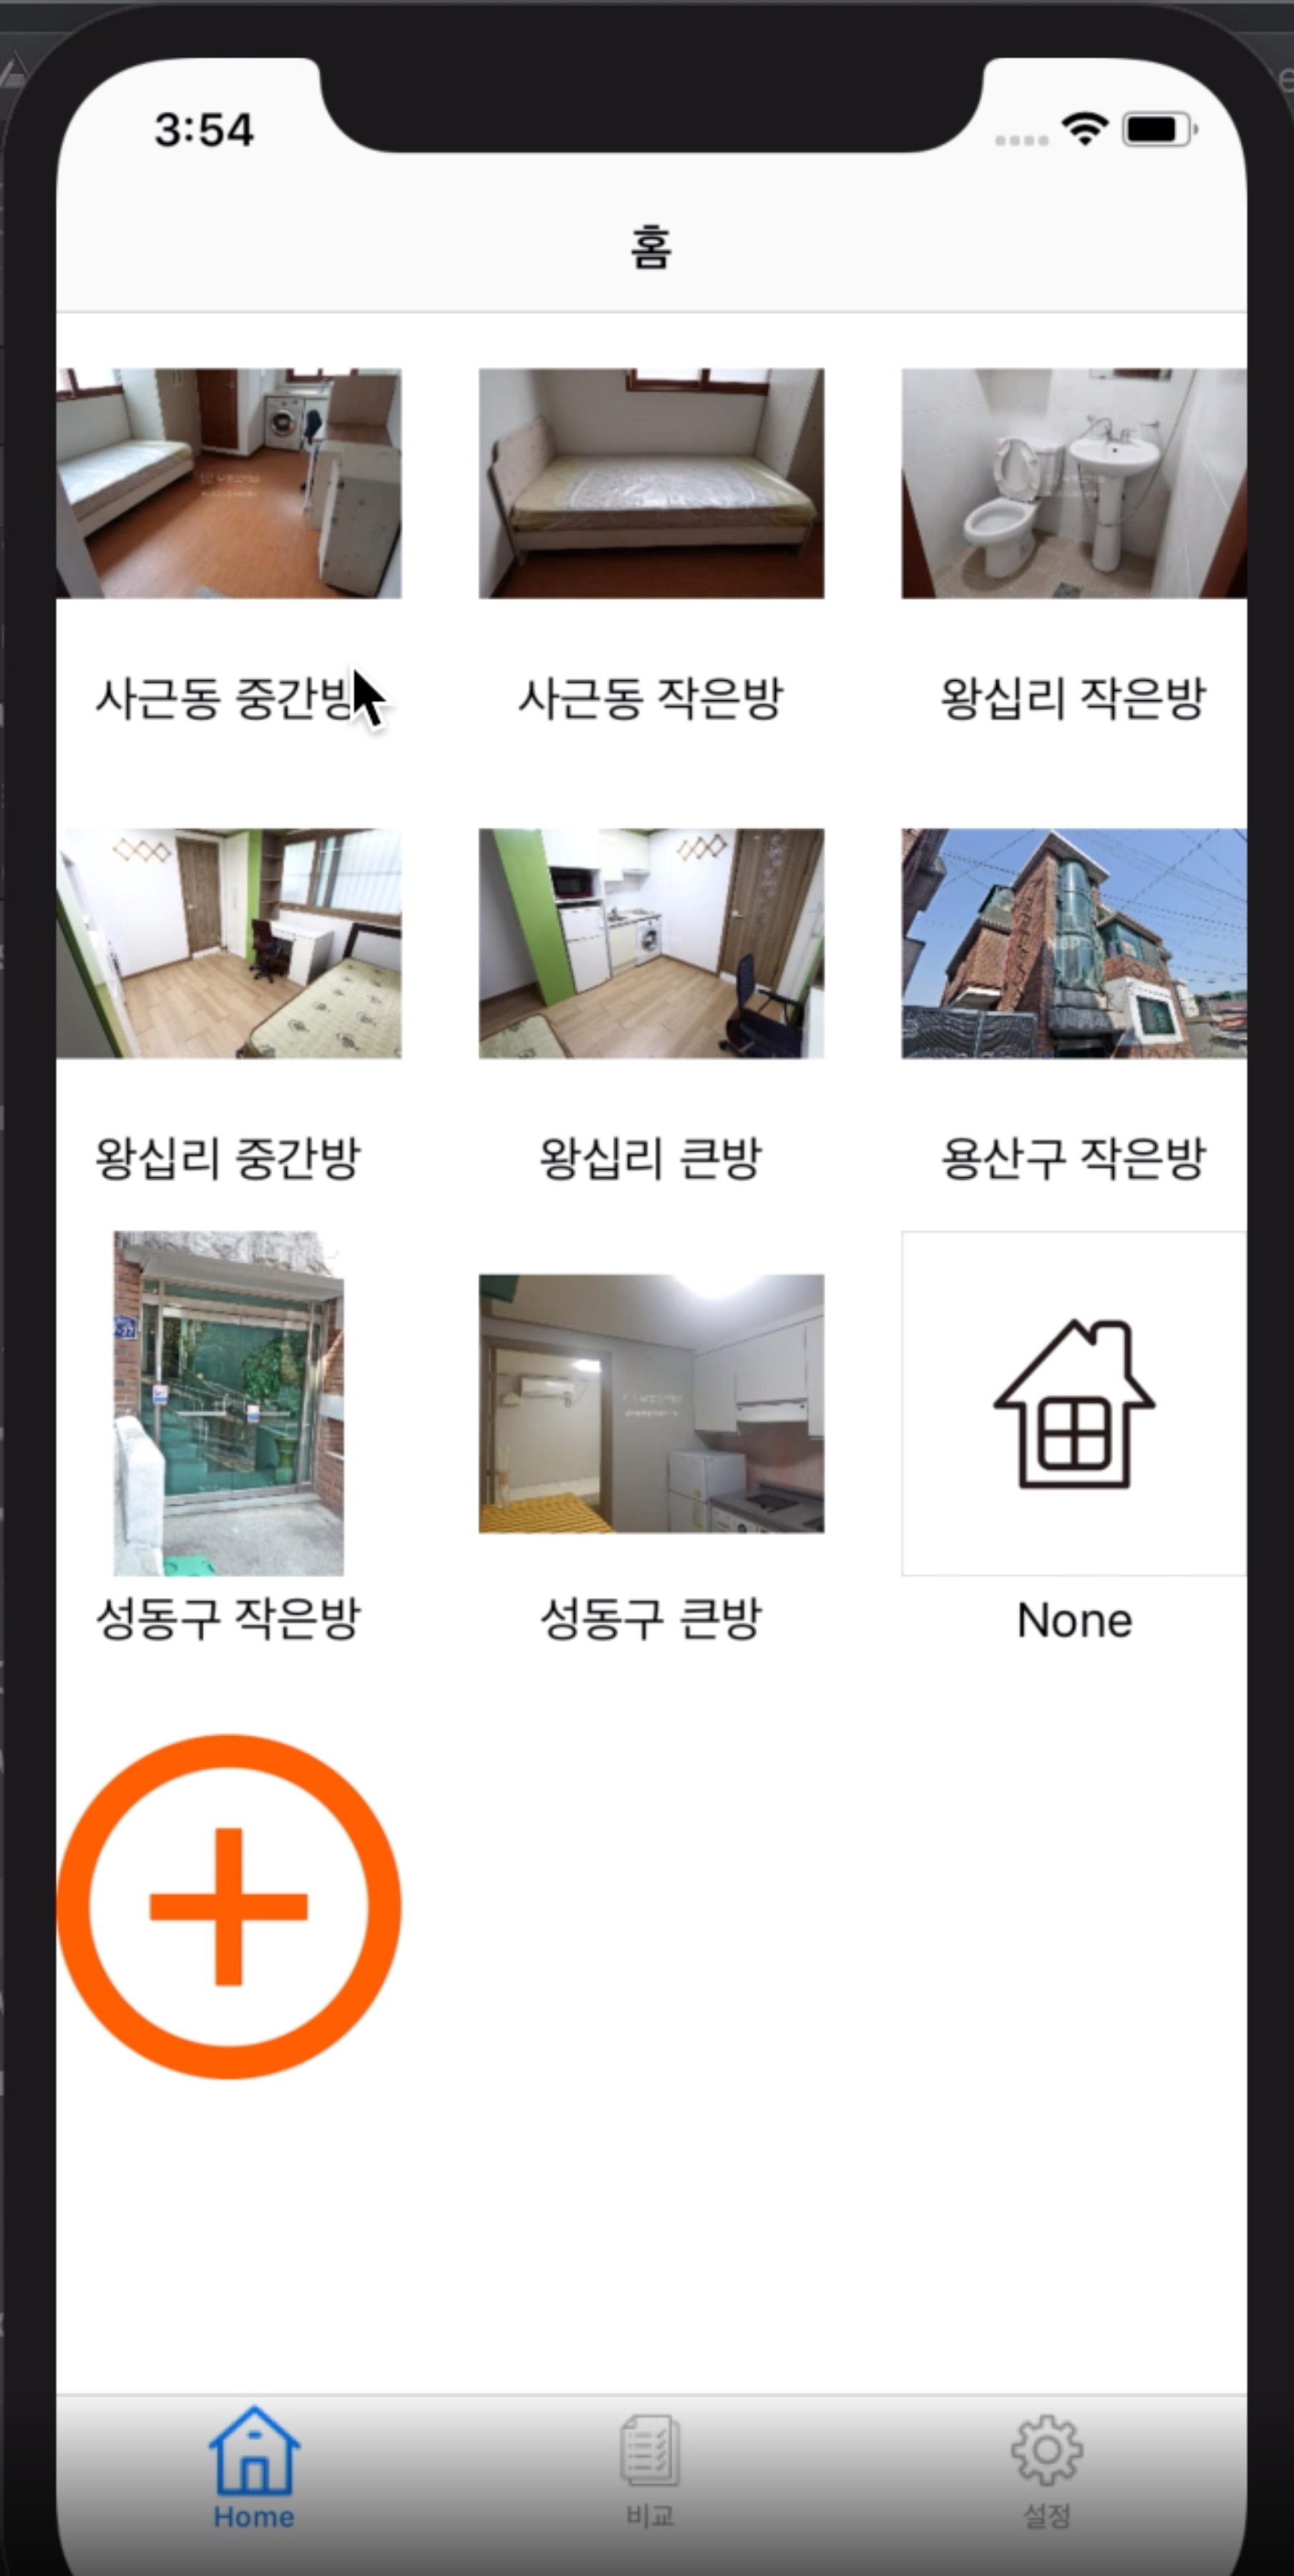 3:54
홈
사근동 중간방
사근동 작은방
왕십리 작은방
왕십리 중간방
왕십리 큰방
용산구 작은방
성동구 작은방
성동구 큰방
None
Home
비교
설정